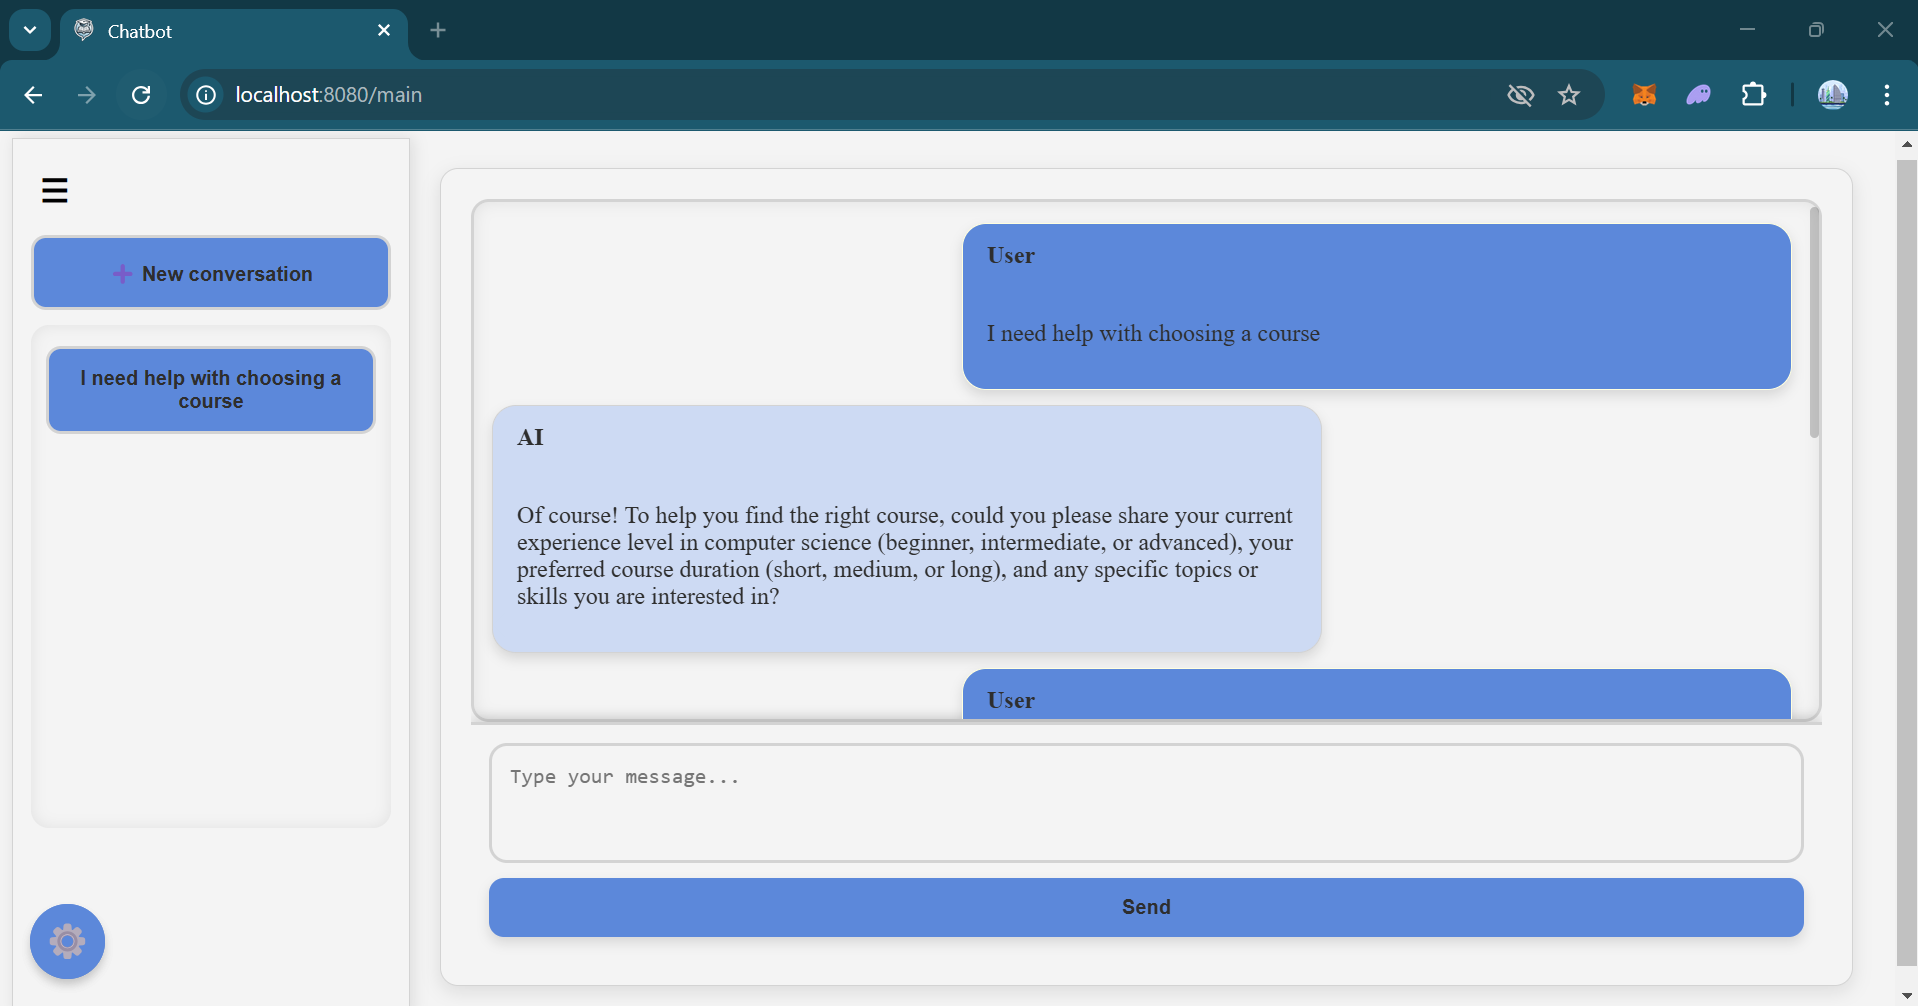 Chatbot
localhost:8080/main
New conversation
I need help with choosing a
course
User
I need help with choosing a course
AI
Of course! To help you find the right course, could you please share your current
experience level in computer science (beginner, intermediate, or advanced), your
preferred course duration (short, medium, or long), and any specific topics or
skills you are interested in?
User
Type your message...
Send